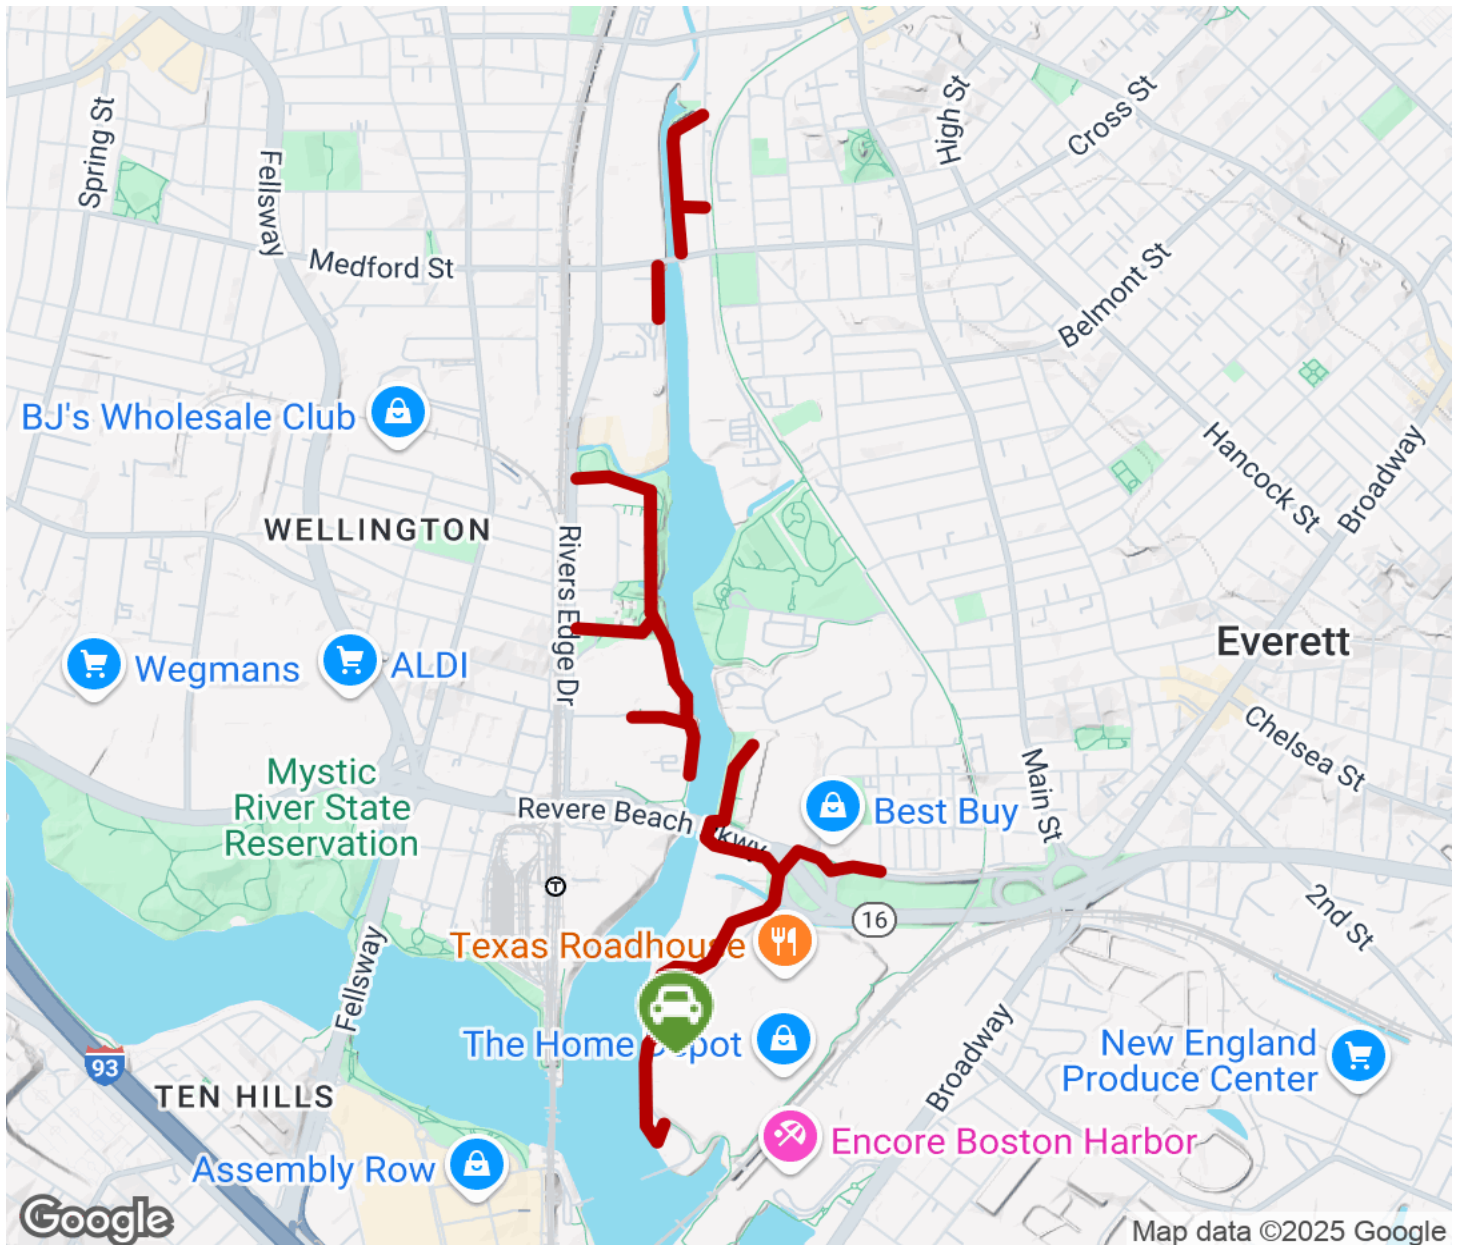 Spring St
Fellsway
High St
Cross St
Medford St
Belmont St
BJ's Wholesale Club
Hancock St
Broadway
WELLINGTON
Rivers Edge Dr
Everett
Wegmans
ALDI
Chelsea St
Mystic
River State
Reservation
Main St
Revere Beach
kwy
Best Buy
T
16
2nd St
Texas Roadhouse
Fellsway
The Home Depot
Broadway
New England
Produce Center
93
TEN HILLS
Encore Boston Harbor
Assembly Row
Google
Map data ©2025 Google